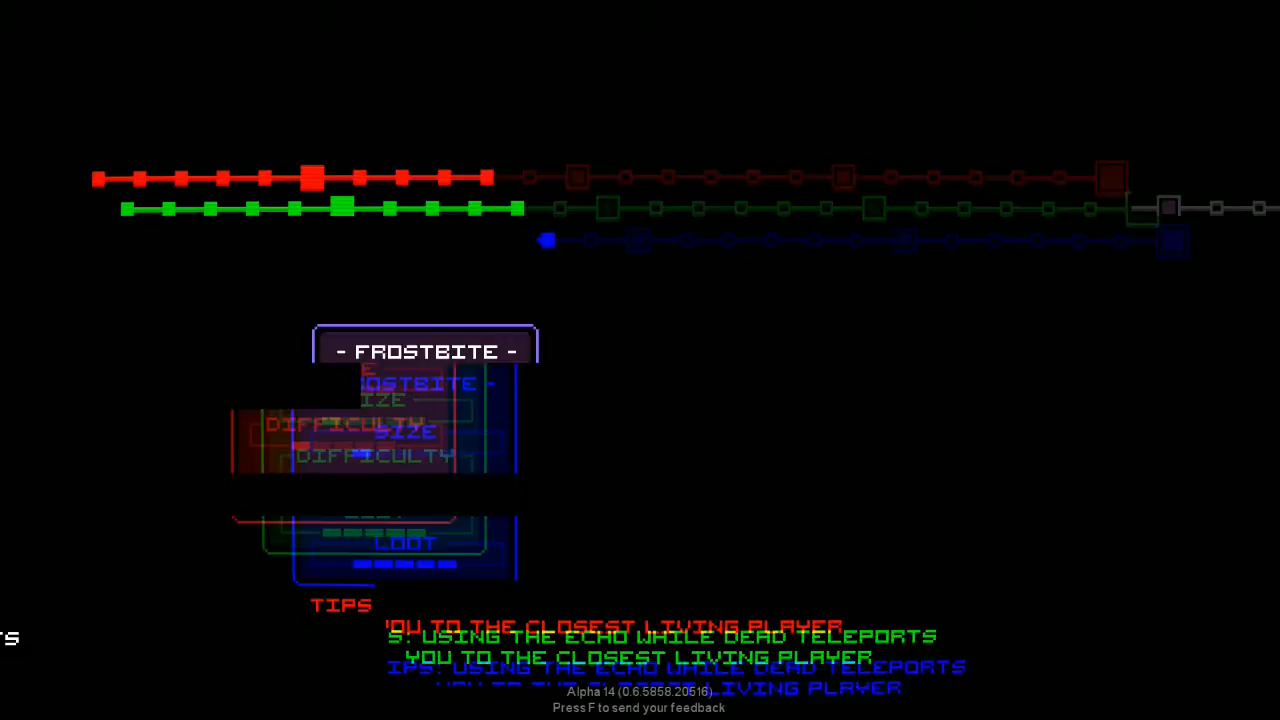 - FROSTBITE -
E
OSTBITE -
IZE
DIFFICULTY
SIZE
DIFFICULTY
LOOT
TIPS
YOU TO THE CLOSEST LIVING PLAYER
S: USING THE ECHO WHILE DEAD TELEPORTS
TS
YOU TO THE CLOSEST LIVING PLAYER
IPS: USING THE ECHO WHILE DEAD TELEPORTS
LIVING PLAYER
Alpha 14 (0.6.5858.20516)
Press F to send your feedback